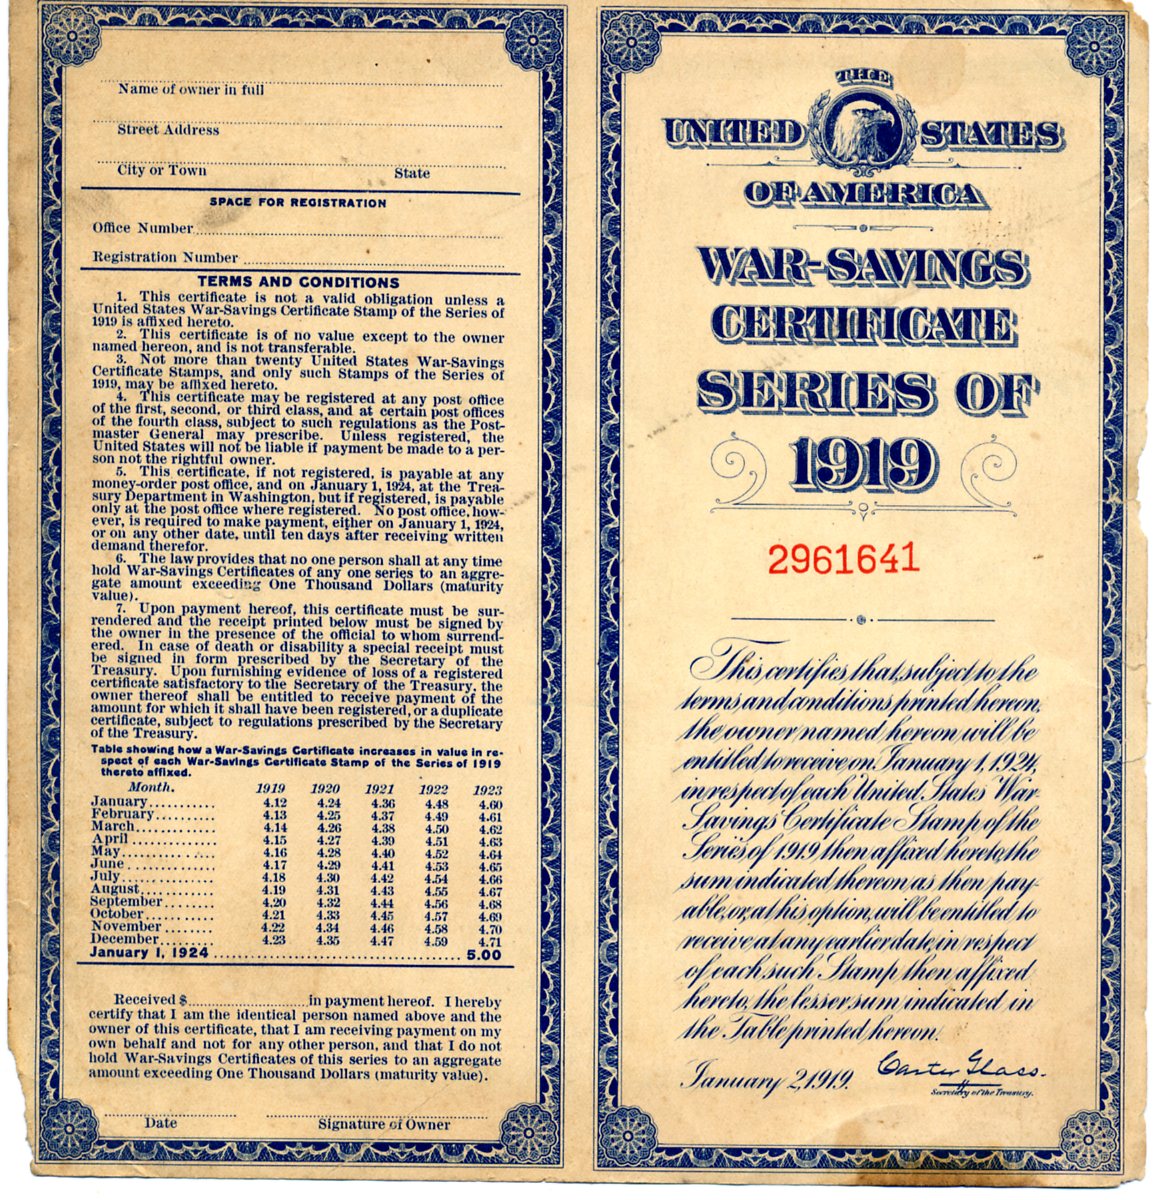 Name of owner in full
Street Address
City or Town State
SPACE FOR REGISTRATION
Office Number
Registration Number
TERMS AND CONDITIONS
1. This certificate is not a valid obligation unless a
United States War-Savings Certificate Stamp of the Series of
1919 is affixed hereto.
2. This certificate is of no value except to the owner
named hereon, and is not transferable.
3. Not more than twenty United States War-Savings
Certificate Stamps, and only such Stamps of the Series of
1919, may be affixed hereto.
4. This certificate may be registered at any post office
of the first, second, or third class, and at certain post offices
of the fourth class, subject to such regulations as the Post-
master General may prescribe. Unless registered, the
United States will not be liable if payment be made to a per-
son not the rightful owner.
5. This certificate, if not registered, is payable at any
money-order post office, and on January 1, 1924, at the Trea-
sury Department in Washington, but if registered, is payable
only at the post office where registered. No post office, how-
ever, is required to make payment, either on January 1, 1924,
or on any other date, until ten days after receiving written
demand therefor.
6. The law provides that no one person shall at any time
hold War-Savings Certificates of any one series to an aggre-
gate amount exceeding One Thousand Dollars (maturity
value).
7. Upon payment hereof, this certificate must be sur-
rendered and the receipt printed below must be signed by
the owner in the presence of the official to whom surrend-
ered. In case of death or disability a special receipt must
be signed in form prescribed by the Secretary of the
Treasury. Upon furnishing evidence of loss of a registered
certificate satisfactory to the Secretary of the Treasury, the
owner thereof shall be entitled to receive payment of the
amount for which it shall have been registered, or a duplicate
certificate, subject to regulations prescribed by the Secretary
of the Treasury.
Table showing how a War-Savings Certificate increases in value in re-
spect of each War-Savings Certificate Stamp of the Series of 1919
thereto affixed.
Month. 1919 1920 1921 1922 1923
January........... 4.12 4.24 4.36 4.48 4.60
February.......... 4.13 4.25 4.37 4.49 4.61
March............. 4.14 4.26 4.38 4.50 4.62
April............. 4.15 4.27 4.39 4.51 4.63
May............... 4.16 4.28 4.40 4.52 4.64
June.............. 4.17 4.29 4.41 4.53 4.65
July.............. 4.18 4.30 4.42 4.54 4.66
August............ 4.19 4.31 4.43 4.55 4.67
September......... 4.20 4.32 4.44 4.56 4.68
October........... 4.21 4.33 4.45 4.57 4.69
November.......... 4.22 4.34 4.46 4.58 4.70
December.......... 4.23 4.35 4.47 4.59 4.71
January 1, 1924 ........................................ 5.00
Received $....................in payment hereof. I hereby
certify that I am the identical person named above and the
owner of this certificate, that I am receiving payment on my
own behalf and not for any other person, and that I do not
hold War-Savings Certificates of this series to an aggregate
amount exceeding One Thousand Dollars (maturity value).
Date Signature of Owner
THE
UNITED STATES
OF AMERICA
WAR-SAVINGS
CERTIFICATE
SERIES OF
1919
2961641
This certifies that, subject to the
terms and conditions printed hereon,
the owner named hereon will be
entitled to receive on January 1, 1924,
in respect of each United States War
Savings Certificate Stamp of the
Series of 1919 then affixed hereto, the
sum indicated thereon as then pay-
able, or, at his option, will be entitled to
receive at any earlier date, in respect
of each such Stamp then affixed
hereto, the lesser sum indicated in
the Table printed hereon.
January 2, 1919. Carter Glass.
Secretary of the Treasury.